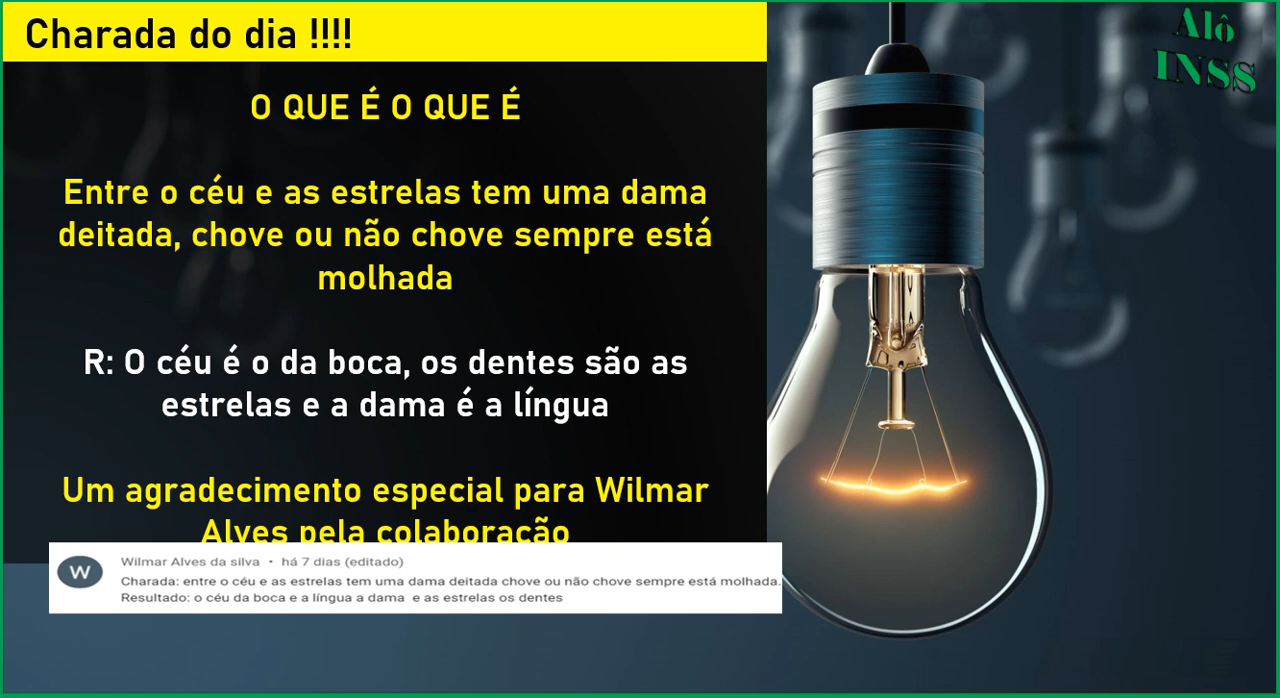 Charada do dia !!!!
Alô
INSS
O QUE É O QUE É
Entre o céu e as estrelas tem uma dama
deitada, chove ou não chove sempre está
molhada
R: O céu é o da boca, os dentes são as
estrelas e a dama é a língua
Um agradecimento especial para Wilmar
Alves pela colaboração
W
Wilmar Alves da silva • há 7 dias (editado)
Charada: entre o céu e as estrelas tem uma dama deitada chove ou não chove sempre está molhada.
Resultado: o céu da boca e a língua a dama e as estrelas os dentes